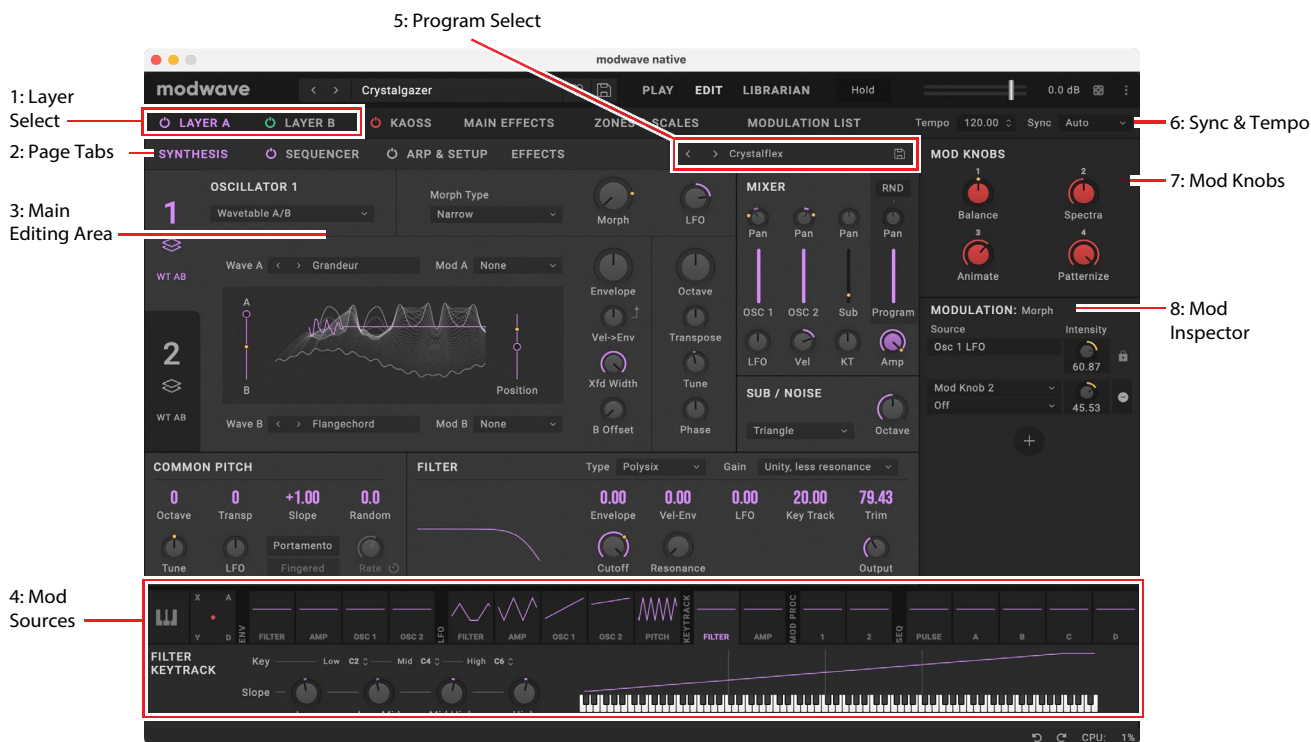 5: Program Select
modwave native
modwave < > Crystalgazer PLAY EDIT LIBRARIAN Hold 0.0 dB
1: Layer
Select
LAYER A LAYER B KAOSS MAIN EFFECTS ZONES SCALES MODULATION LIST Tempo 120.00 Sync Auto
6: Sync & Tempo
2: Page Tabs
SYNTHESIS SEQUENCER ARP & SETUP EFFECTS < > Crystalflex
MOD KNOBS
7: Mod Knobs
1 2
Balance Spectra
3 4
Animate Patternize
3: Main
Editing Area
1
WT AB
2
WT AB
OSCILLATOR 1
Wavetable A/B
Morph Type
Narrow
Morph LFO
Wave A < > Grandeur Mod A None
A
B
Position
Wave B < > Flangechord Mod B None
Envelope Octave
Vel->Env Transpose
Xfd Width Tune
B Offset Phase
MIXER RND
Pan Pan Pan Pan
OSC 1 OSC 2 Sub Program
LFO Vel KT Amp
SUB / NOISE
Triangle Octave
MODULATION: Morph
8: Mod
Inspector
Source Intensity
Osc 1 LFO
60.87
Mod Knob 2
Off
45.53
+
COMMON PITCH
0 0 +1.00 0.0
Octave Transp Slope Random
Portamento
Fingered
Tune LFO Rate
FILTER Type Polysix Gain Unity, less resonance
0.00 0.00 0.00 20.00 79.43
Envelope Vel-Env LFO Key Track Trim
Cutoff Resonance Output
4: Mod
Sources
X A
Y D
ENV FILTER AMP OSC 1 OSC 2
LFO FILTER AMP OSC 1 OSC 2 PITCH
KEYTRACK FILTER AMP
MOD PROC 1 2
SEQ PULSE A B C D
FILTER
KEYTRACK
Key Low C2 Mid C4 High C6
Slope
CPU: 1%